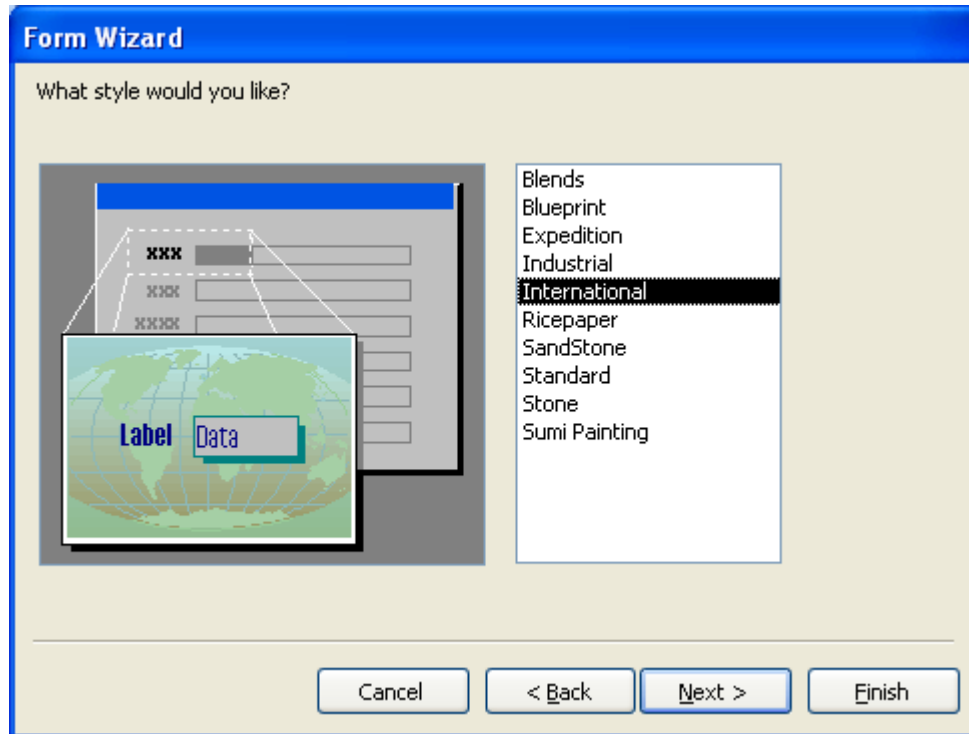 Form Wizard
What style would you like?
xxx
xxx
xxxx
Label Data
Blends
Blueprint
Expedition
Industrial
International
Ricepaper
SandStone
Standard
Stone
Sumi Painting
Cancel < Back Next > Finish